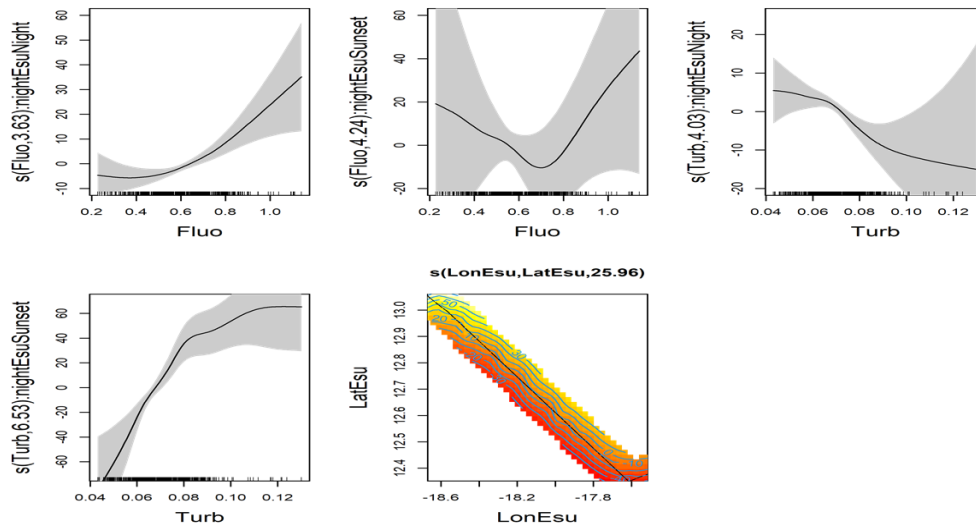 s(Fluo,3.63):nightEsuNight
60
50
40
30
20
10
0
-10
0.2 0.4 0.6 0.8 1.0
Fluo
s(Fluo,4.24):nightEsuSunset
60
40
20
0
-20
0.2 0.4 0.6 0.8 1.0
Fluo
s(Turb,4.03):nightEsuNight
20
10
0
-10
-20
0.04 0.06 0.08 0.10 0.12
Turb
s(Turb,6.53):nightEsuSunset
60
40
20
0
-20
-40
-60
0.04 0.06 0.08 0.10 0.12
Turb
s(LonEsu,LatEsu,25.96)
LatEsu
13.0
12.9
12.8
12.7
12.6
12.5
12.4
-18.6 -18.2 -17.8
LonEsu